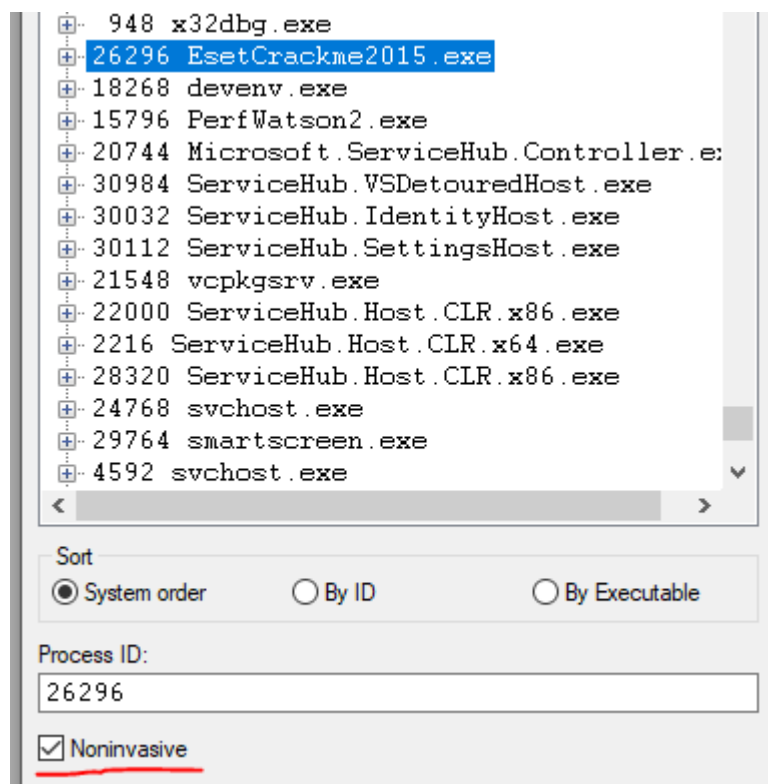 948 x32dbg.exe
26296 EsetCrackme2015.exe
18268 devenv.exe
15796 PerfWatson2.exe
20744 Microsoft.ServiceHub.Controller.e
30984 ServiceHub.VSDetouredHost.exe
30032 ServiceHub.IdentityHost.exe
30112 ServiceHub.SettingsHost.exe
21548 vcpkgsrv.exe
22000 ServiceHub.Host.CLR.x86.exe
2216 ServiceHub.Host.CLR.x64.exe
28320 ServiceHub.Host.CLR.x86.exe
24768 svchost.exe
29764 smartscreen.exe
4592 svchost.exe
Sort
System order By ID By Executable
Process ID:
26296
Noninvasive